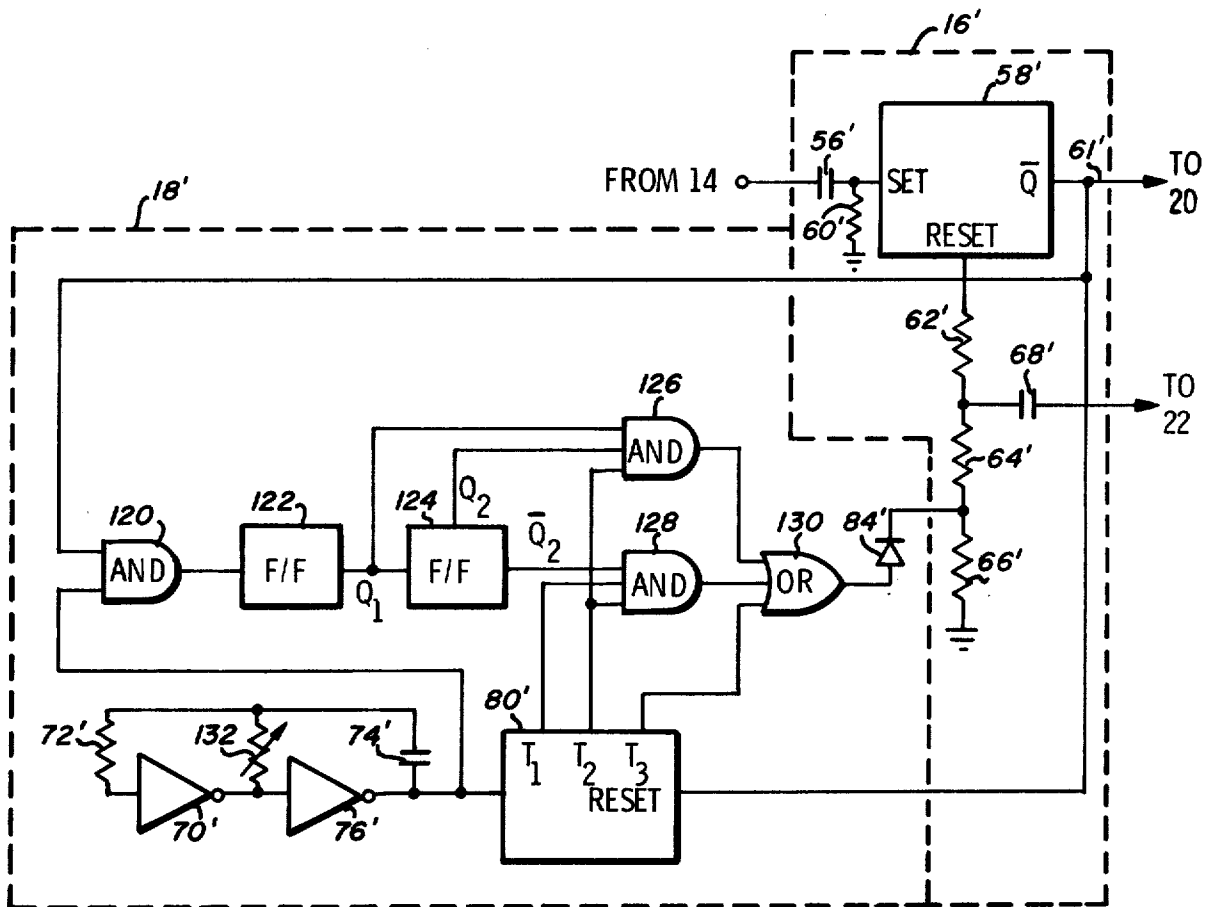 16'
58'
56'
61'
FROM 14
SET
Q̅
TO
20
18'
60'
RESET
62'
68'
TO
22
126
AND
64'
120
122
124
Q2
Q̅2
128
130
84'
AND
F/F
F/F
AND
OR
66'
Q1
80'
72'
132
74'
T1
T2
T3
RESET
70'
76'